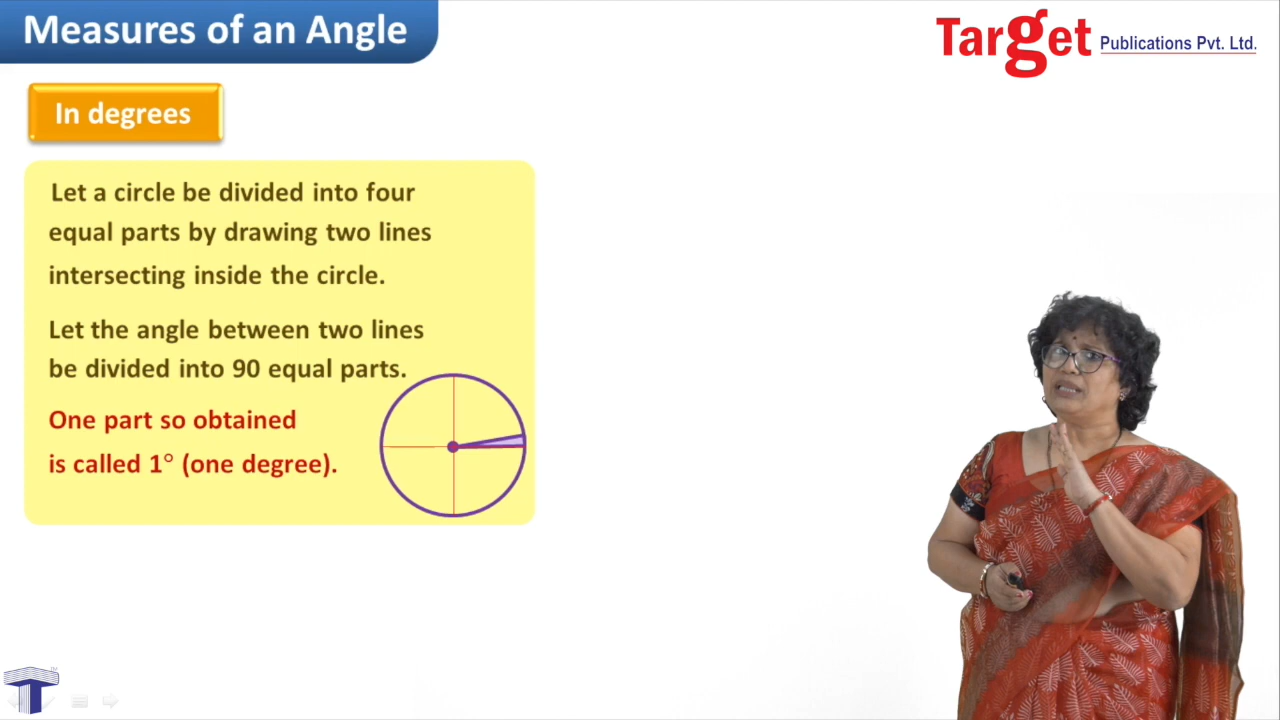 Measures of an Angle
Target Publications Pvt. Ltd.
In degrees
Let a circle be divided into four
equal parts by drawing two lines
intersecting inside the circle.
Let the angle between two lines
be divided into 90 equal parts.
One part so obtained
is called 1° (one degree).
T
TM